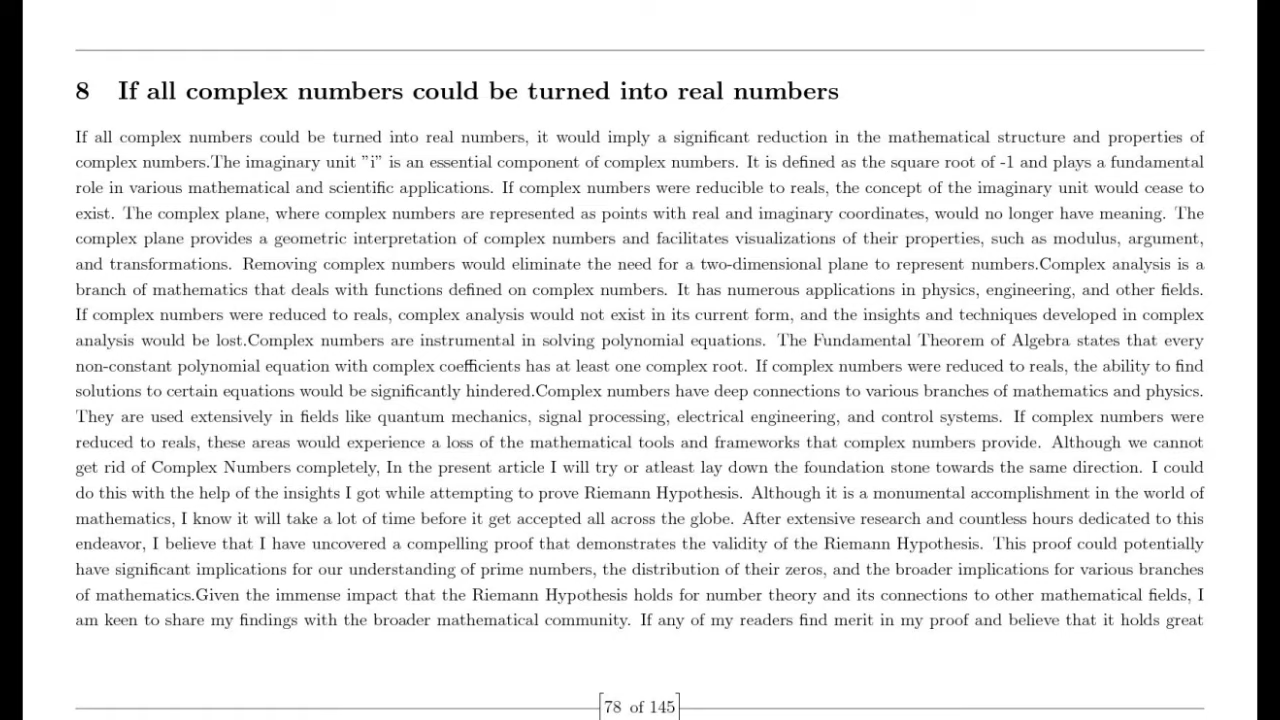 8 If all complex numbers could be turned into real numbers
If all complex numbers could be turned into real numbers, it would imply a significant reduction in the mathematical structure and properties of
complex numbers.The imaginary unit ”i” is an essential component of complex numbers. It is defined as the square root of -1 and plays a fundamental
role in various mathematical and scientific applications. If complex numbers were reducible to reals, the concept of the imaginary unit would cease to
exist. The complex plane, where complex numbers are represented as points with real and imaginary coordinates, would no longer have meaning. The
complex plane provides a geometric interpretation of complex numbers and facilitates visualizations of their properties, such as modulus, argument,
and transformations. Removing complex numbers would eliminate the need for a two-dimensional plane to represent numbers.Complex analysis is a
branch of mathematics that deals with functions defined on complex numbers. It has numerous applications in physics, engineering, and other fields.
If complex numbers were reduced to reals, complex analysis would not exist in its current form, and the insights and techniques developed in complex
analysis would be lost.Complex numbers are instrumental in solving polynomial equations. The Fundamental Theorem of Algebra states that every
non-constant polynomial equation with complex coefficients has at least one complex root. If complex numbers were reduced to reals, the ability to find
solutions to certain equations would be significantly hindered.Complex numbers have deep connections to various branches of mathematics and physics.
They are used extensively in fields like quantum mechanics, signal processing, electrical engineering, and control systems. If complex numbers were
reduced to reals, these areas would experience a loss of the mathematical tools and frameworks that complex numbers provide. Although we cannot
get rid of Complex Numbers completely, In the present article I will try or atleast lay down the foundation stone towards the same direction. I could
do this with the help of the insights I got while attempting to prove Riemann Hypothesis. Although it is a monumental accomplishment in the world of
mathematics, I know it will take a lot of time before it get accepted all across the globe. After extensive research and countless hours dedicated to this
endeavor, I believe that I have uncovered a compelling proof that demonstrates the validity of the Riemann Hypothesis. This proof could potentially
have significant implications for our understanding of prime numbers, the distribution of their zeros, and the broader implications for various branches
of mathematics.Given the immense impact that the Riemann Hypothesis holds for number theory and its connections to other mathematical fields, I
am keen to share my findings with the broader mathematical community. If any of my readers find merit in my proof and believe that it holds great
78 of 145